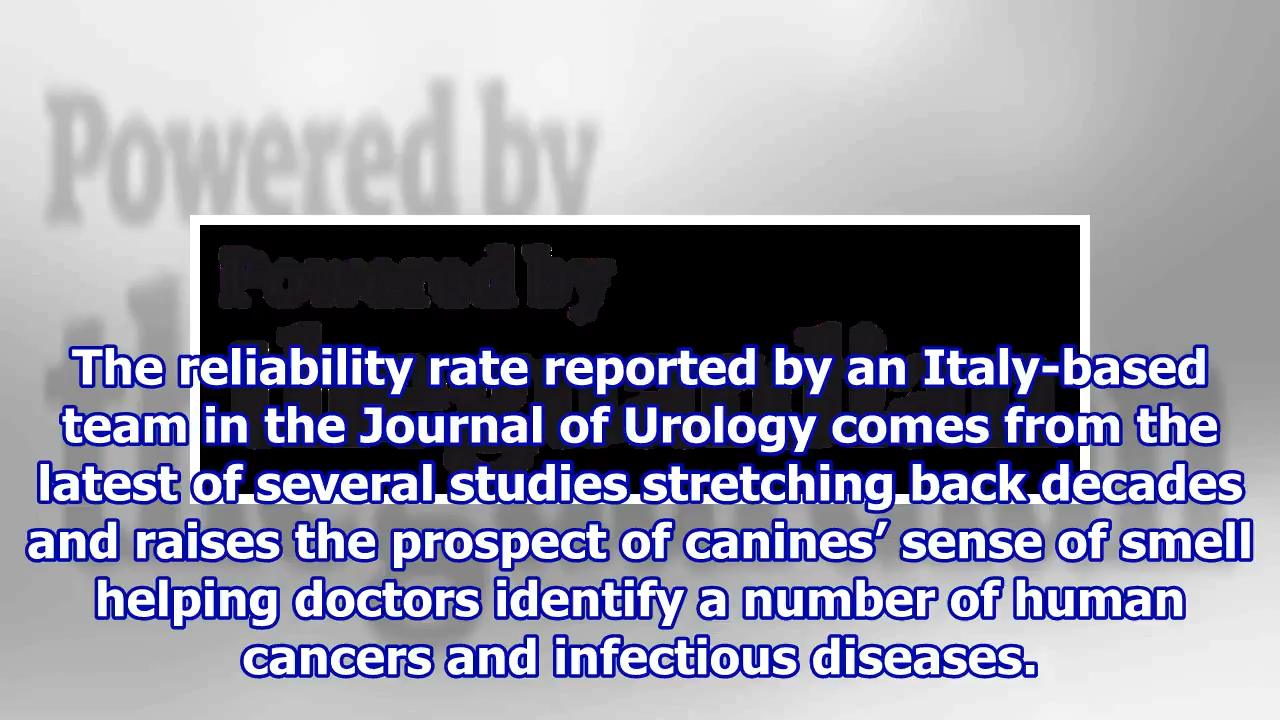 Powered by
Powered by
theguardian
The reliability rate reported by an Italy-based
team in the Journal of Urology comes from the
latest of several studies stretching back decades
and raises the prospect of canines’ sense of smell
helping doctors identify a number of human
cancers and infectious diseases.